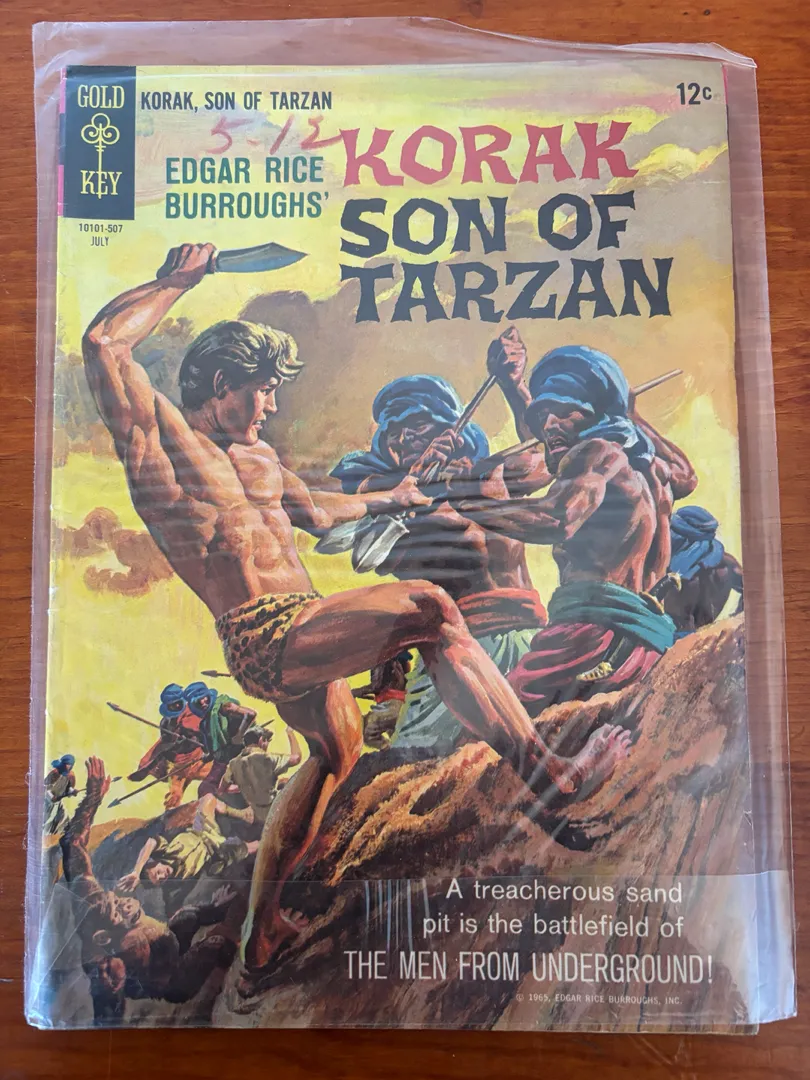 GOLD
KEY
10101-507
JULY
KORAK, SON OF TARZAN
12c
5-12
EDGAR RICE
BURROUGHS'
KORAK
SON OF
TARZAN
A treacherous sand
pit is the battlefield of
THE MEN FROM UNDERGROUND!
© 1965, EDGAR RICE BURROUGHS, INC.